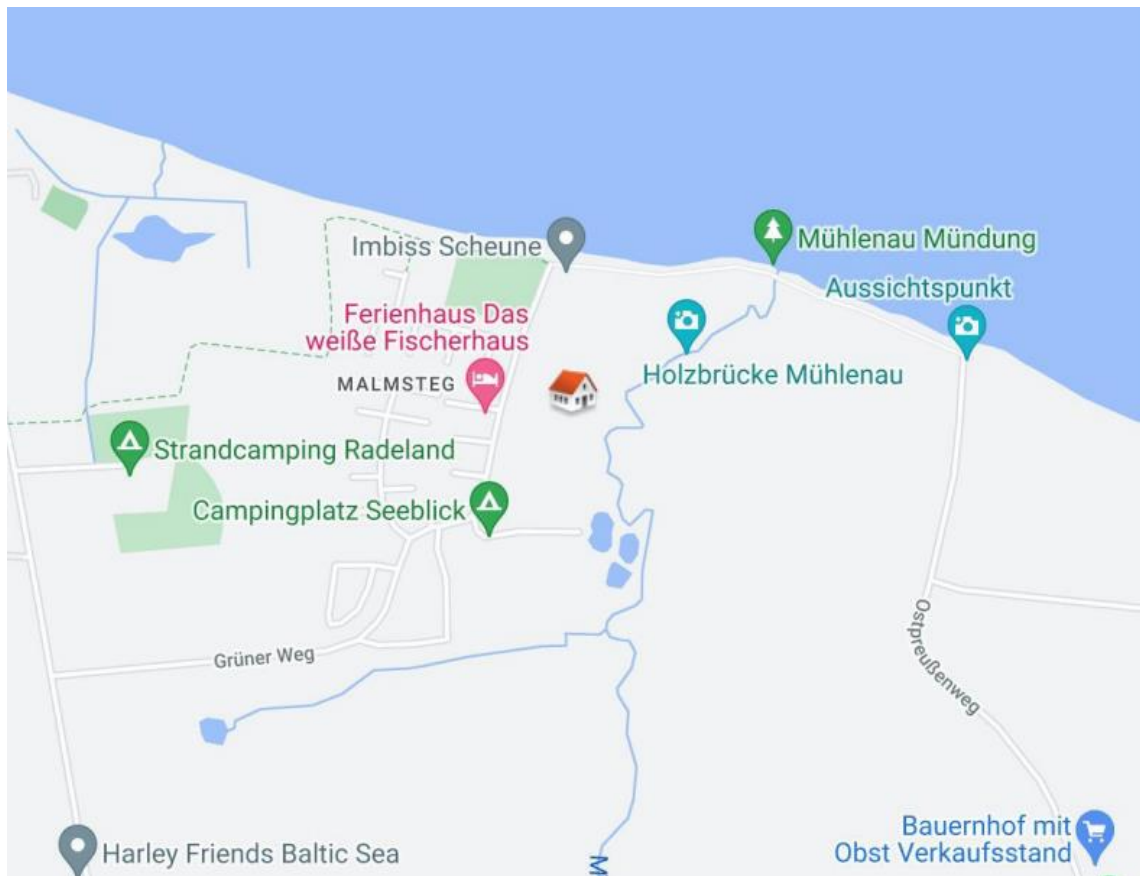 Imbiss Scheune
Mühlenau Mündung
Aussichtspunkt
Ferienhaus Das
weiße Fischerhaus
MALMSTEG
Holzbrücke Mühlenau
Strandcamping Radeland
Campingplatz Seeblick
Grüner Weg
Ostpreußenweg
Bauernhof mit
Obst Verkaufsstand
Harley Friends Baltic Sea
M